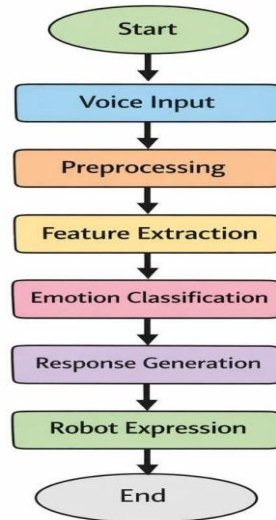 Start
Voice Input
Preprocessing
Feature Extraction
Emotion Classification
Response Generation
Robot Expression
End